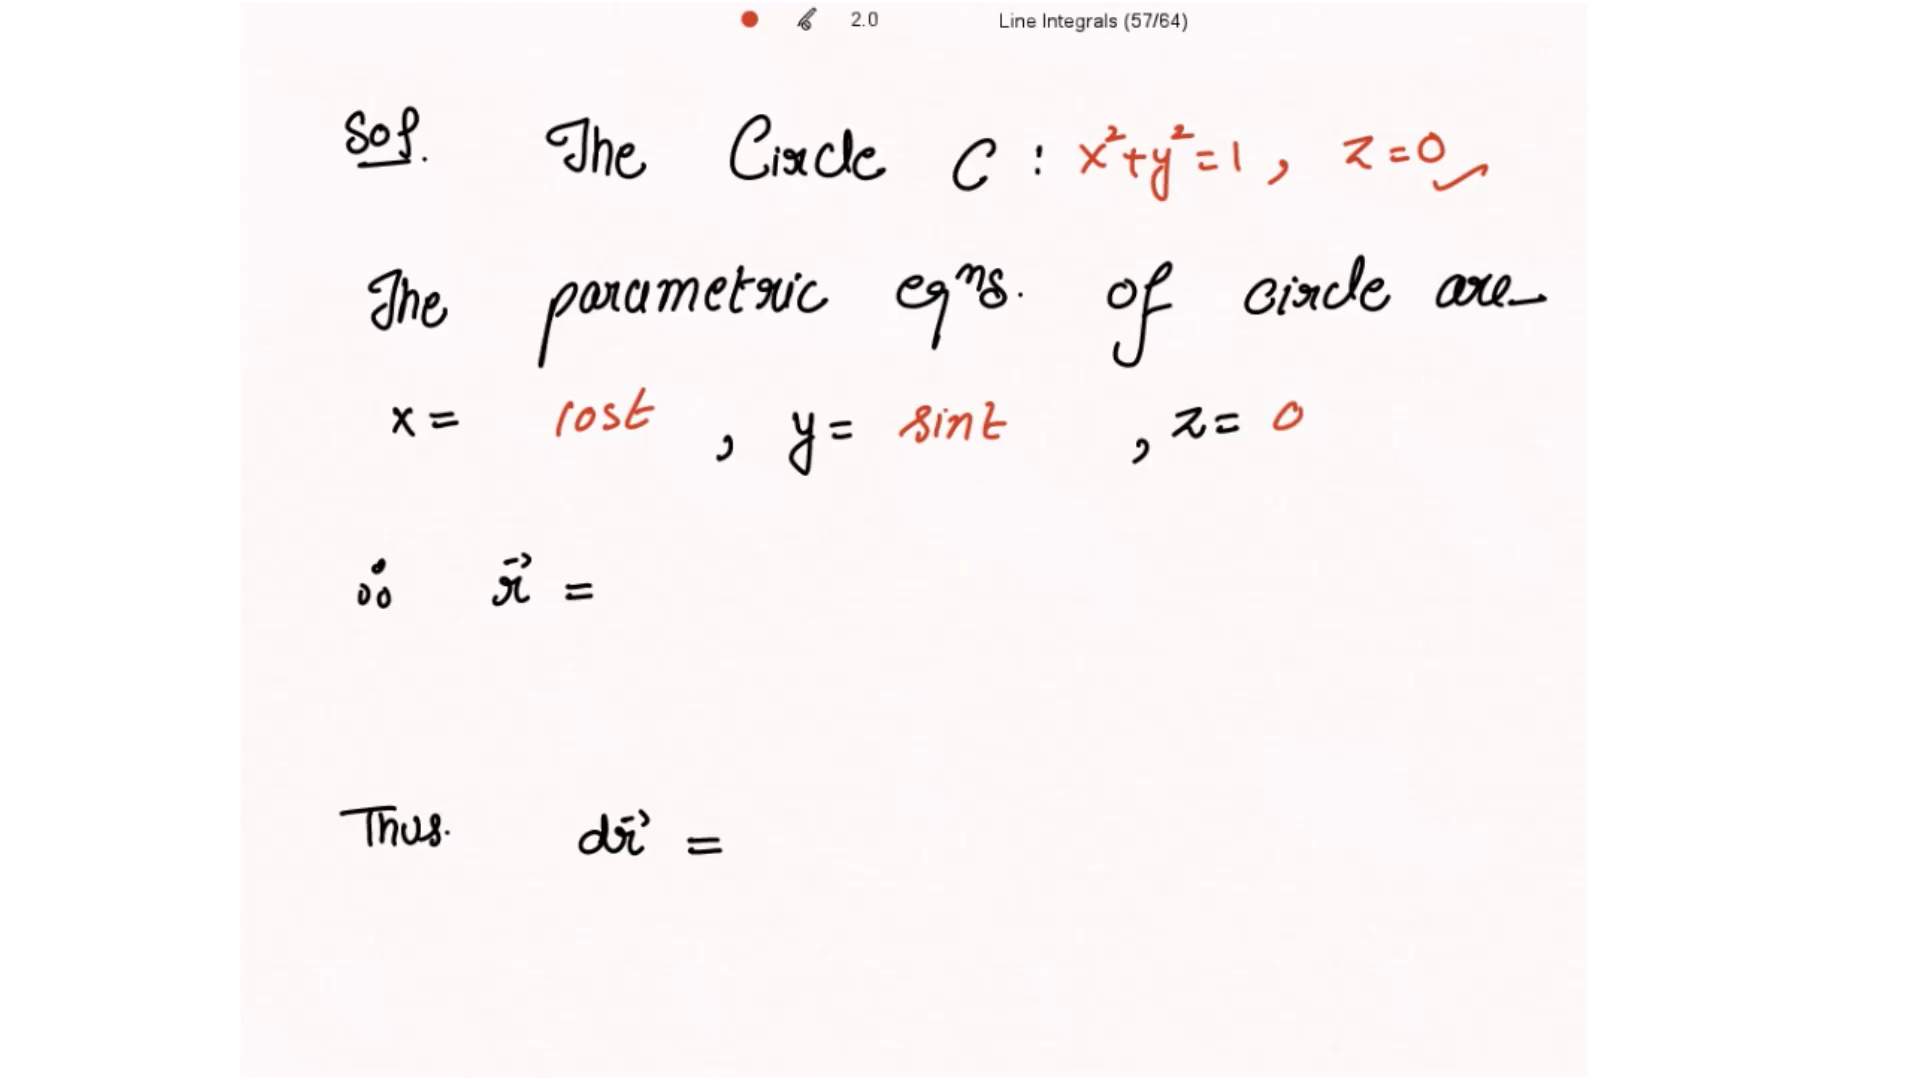 2.0 Line Integrals (57/64)
Sol. The Circle C : x²+y²=1, z=0
The parametric eqⁿs. of circle are
x= cost, y= sint, z= 0
∴ r⃗ =
Thus. dr⃗ =